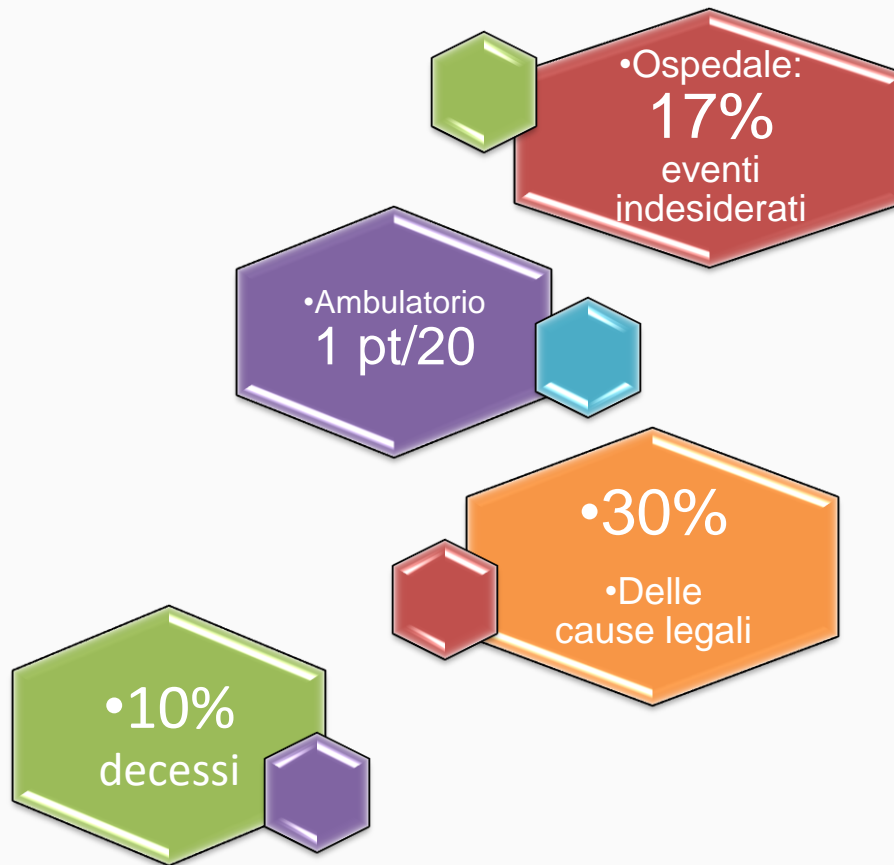 •Ospedale:
17%
eventi
indesiderati
•Ambulatorio
1 pt/20
•30%
•Delle
cause legali
•10%
decessi